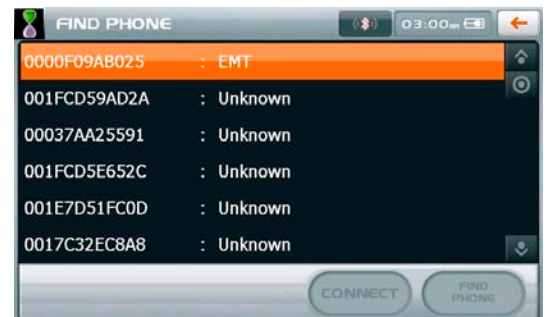 FIND PHONE 03:00
0000F09AB025 : EMT
001FCD59AD2A : Unknown
00037AA25591 : Unknown
001FCD5E652C : Unknown
001E7D51FC0D : Unknown
0017C32EC8A8 : Unknown
CONNECT FIND PHONE